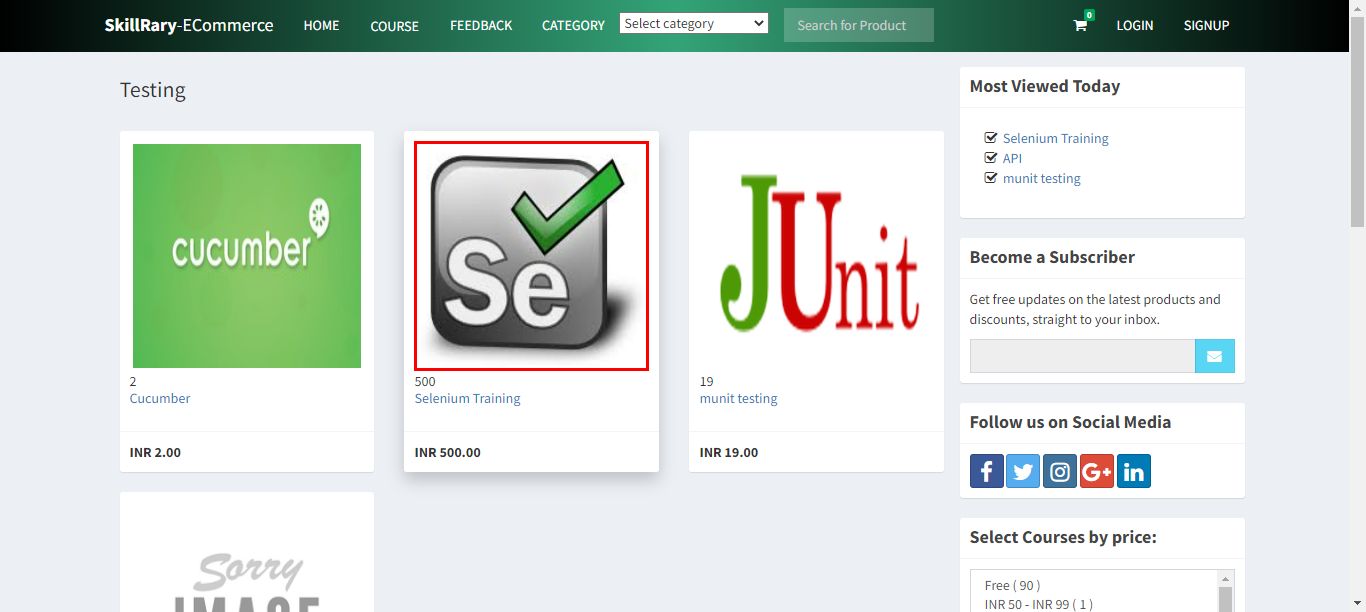 SkillRary-ECommerce HOME COURSE FEEDBACK CATEGORY Select category Search for Product 0 LOGIN SIGNUP
Testing
cucumber
2
Cucumber
INR 2.00
Se
500
Selenium Training
INR 500.00
JUnit
19
munit testing
INR 19.00
Sorry
IMAGE
Most Viewed Today
Selenium Training
API
munit testing
Become a Subscriber
Get free updates on the latest products and
discounts, straight to your inbox.
Follow us on Social Media
f G+ in
Select Courses by price:
Free ( 90 )
INR 50 - INR 99 ( 1 )